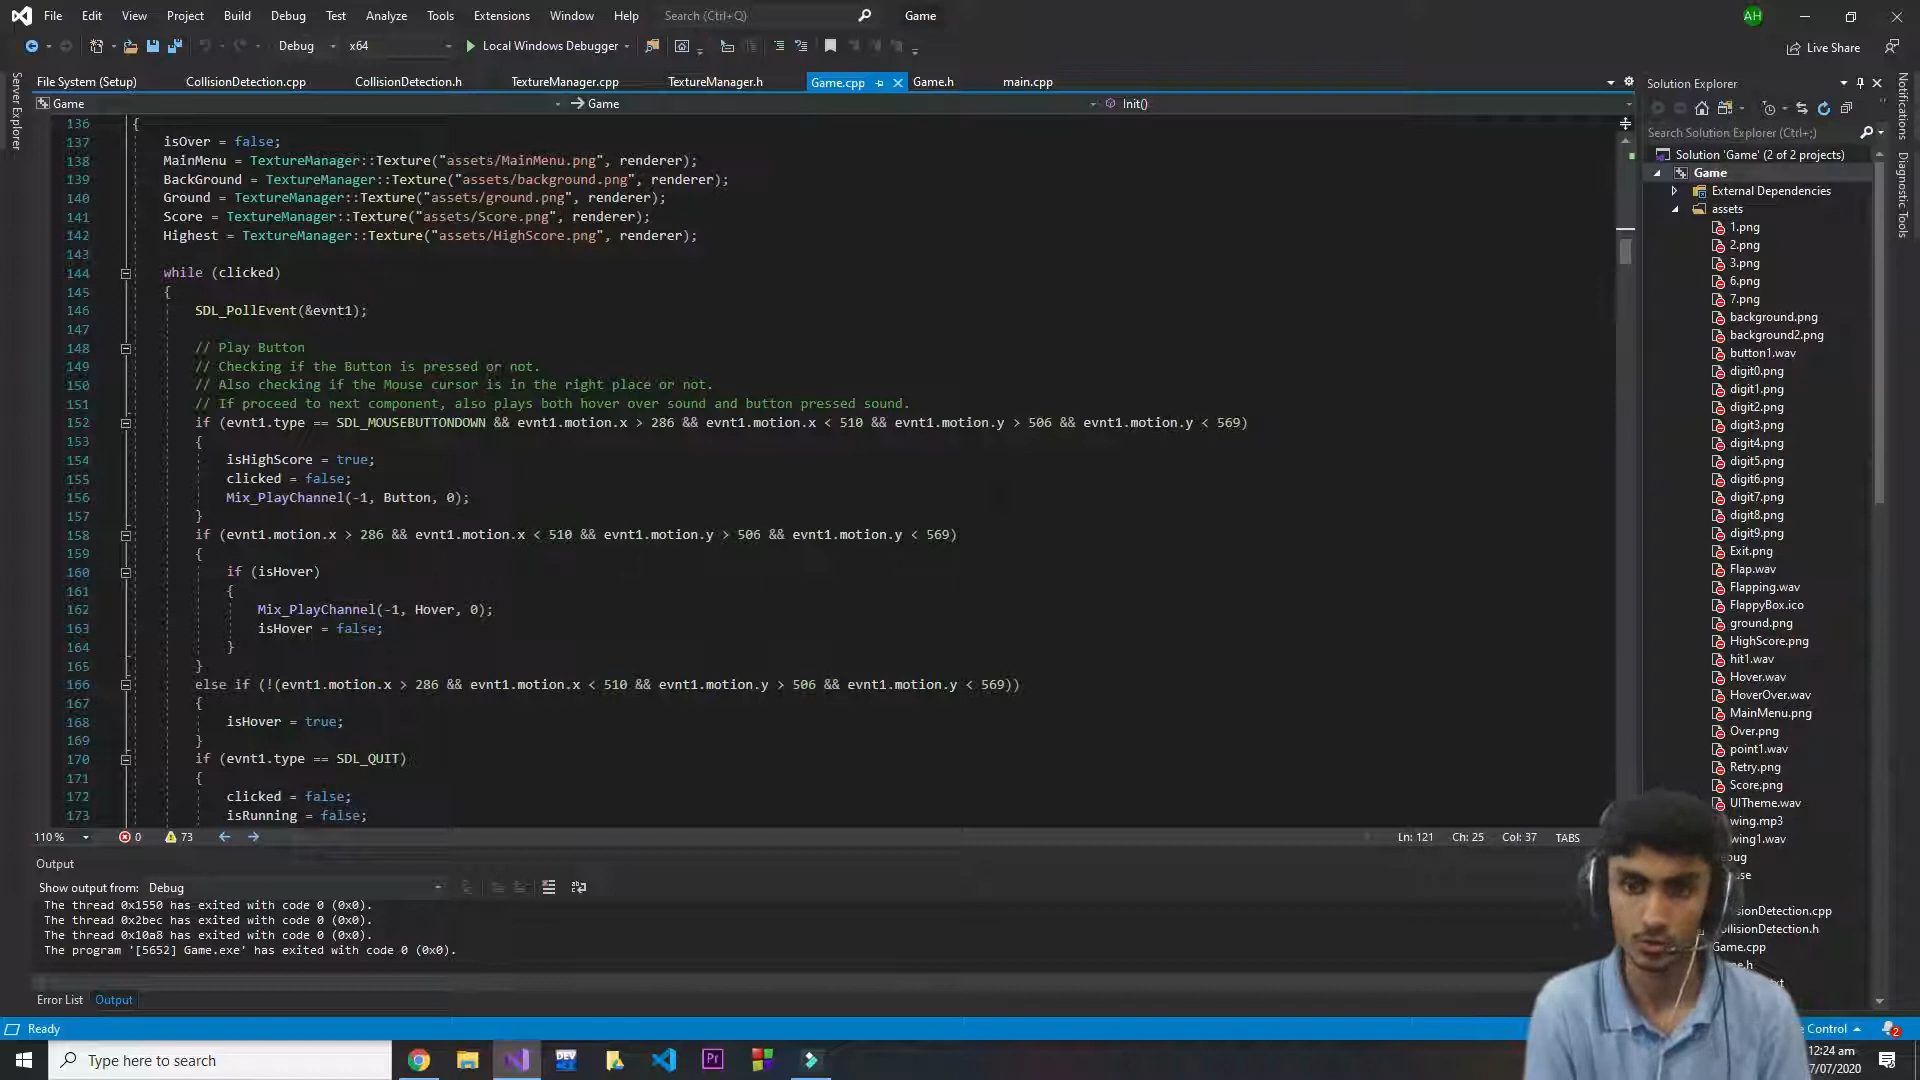 File Edit View Project Build Debug Test Analyze Tools Extensions Window Help Search (Ctrl+Q) Game AH
Debug x64 Local Windows Debugger Live Share
File System (Setup) CollisionDetection.cpp CollisionDetection.h TextureManager.cpp TextureManager.h Game.cpp Game.h main.cpp
Game Game Init()
136 {
137 isOver = false;
138 MainMenu = TextureManager::Texture("assets/MainMenu.png", renderer);
139 BackGround = TextureManager::Texture("assets/background.png", renderer);
140 Ground = TextureManager::Texture("assets/ground.png", renderer);
141 Score = TextureManager::Texture("assets/Score.png", renderer);
142 Highest = TextureManager::Texture("assets/HighScore.png", renderer);
143
144 while (clicked)
145 {
146 SDL_PollEvent(&evnt1);
147
148 // Play Button
149 // Checking if the Button is pressed or not.
150 // Also checking if the Mouse cursor is in the right place or not.
151 // If proceed to next component, also plays both hover over sound and button pressed sound.
152 if (evnt1.type == SDL_MOUSEBUTTONDOWN && evnt1.motion.x > 286 && evnt1.motion.x < 510 && evnt1.motion.y > 506 && evnt1.motion.y < 569)
153 {
154 isHighScore = true;
155 clicked = false;
156 Mix_PlayChannel(-1, Button, 0);
157 }
158 if (evnt1.motion.x > 286 && evnt1.motion.x < 510 && evnt1.motion.y > 506 && evnt1.motion.y < 569)
159 {
160 if (isHover)
161 {
162 Mix_PlayChannel(-1, Hover, 0);
163 isHover = false;
164 }
165 }
166 else if (!(evnt1.motion.x > 286 && evnt1.motion.x < 510 && evnt1.motion.y > 506 && evnt1.motion.y < 569))
167 {
168 isHover = true;
169 }
170 if (evnt1.type == SDL_QUIT)
171 {
172 clicked = false;
173 isRunning = false;
110 % 0 73 Ln: 121 Ch: 25 Col: 37 TABS
Output
Show output from: Debug
The thread 0x1550 has exited with code 0 (0x0).
The thread 0x2bec has exited with code 0 (0x0).
The thread 0x10a8 has exited with code 0 (0x0).
The program '[5652] Game.exe' has exited with code 0 (0x0).
Error List Output
Ready
Server Explorer
Solution Explorer
Search Solution Explorer (Ctrl+;)
Solution 'Game' (2 of 2 projects)
Game
External Dependencies
assets
1.png
2.png
3.png
6.png
7.png
background.png
background2.png
button1.wav
digit0.png
digit1.png
digit2.png
digit3.png
digit4.png
digit5.png
digit6.png
digit7.png
digit8.png
digit9.png
Exit.png
Flap.wav
Flapping.wav
FlappyBox.ico
ground.png
HighScore.png
hit1.wav
Hover.wav
HoverOver.wav
MainMenu.png
Over.png
point1.wav
Retry.png
Score.png
UITheme.wav
wing.mp3
wing1.wav
sionDetection.cpp
ollisionDetection.h
Game.cpp
Notifications
Diagnostic Tools
Control 2
Type here to search
DEV
Pr
12:24 am
7/07/2020